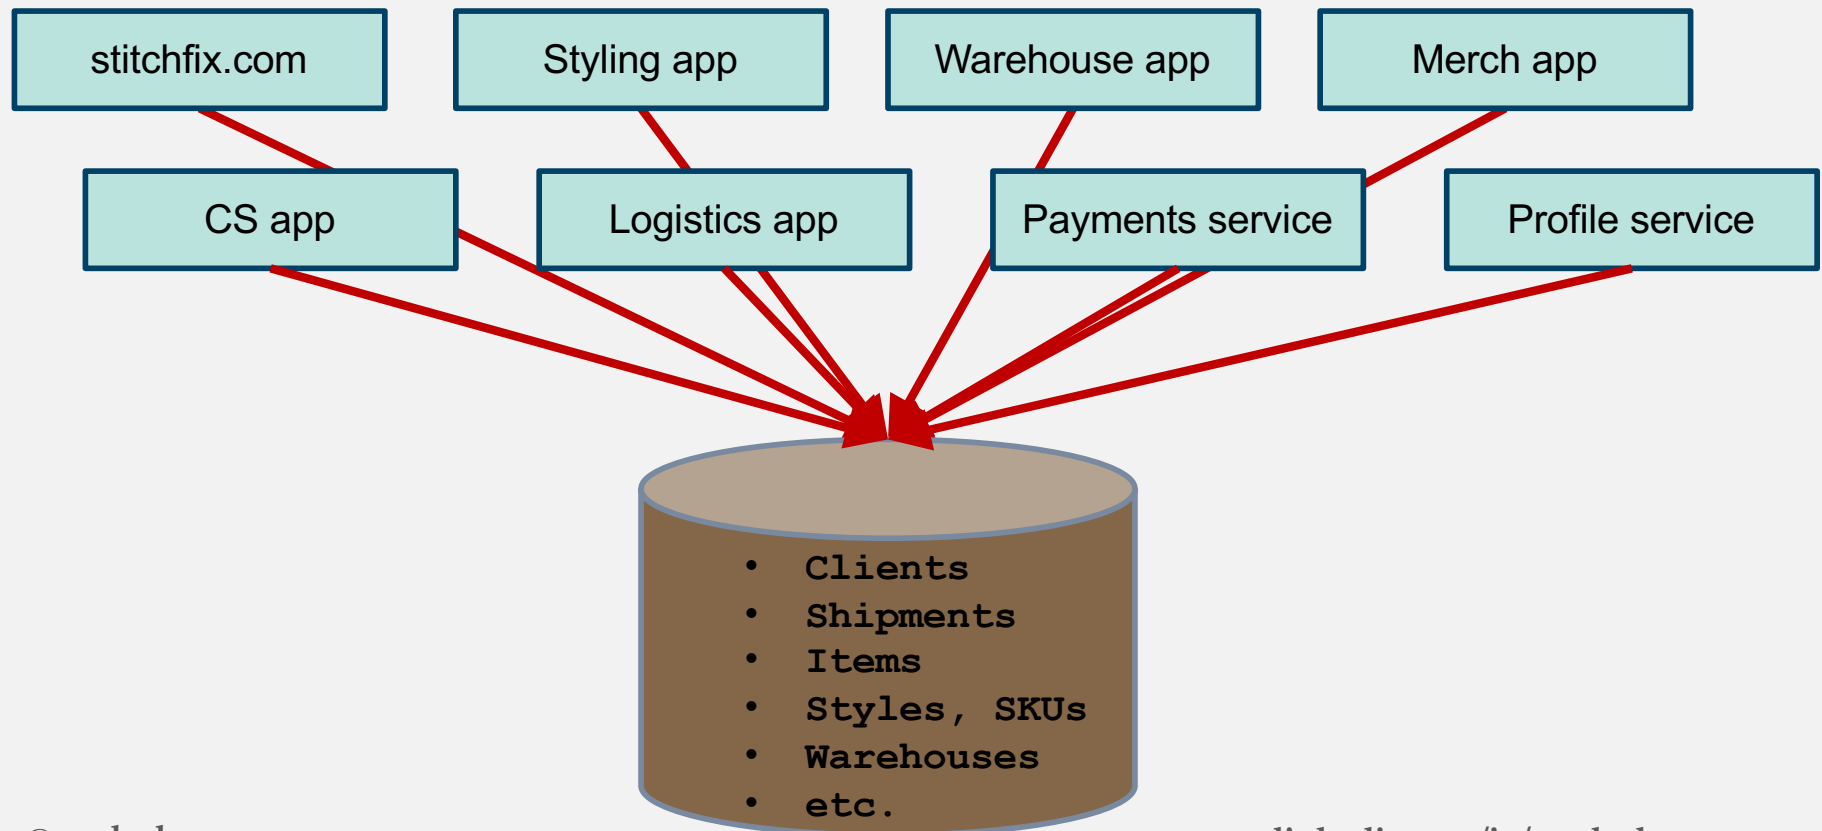 stitchfix.com
Styling app
Warehouse app
Merch app
CS app
Logistics app
Payments service
Profile service
• Clients
• Shipments
• Items
• Styles, SKUs
• Warehouses
• etc.